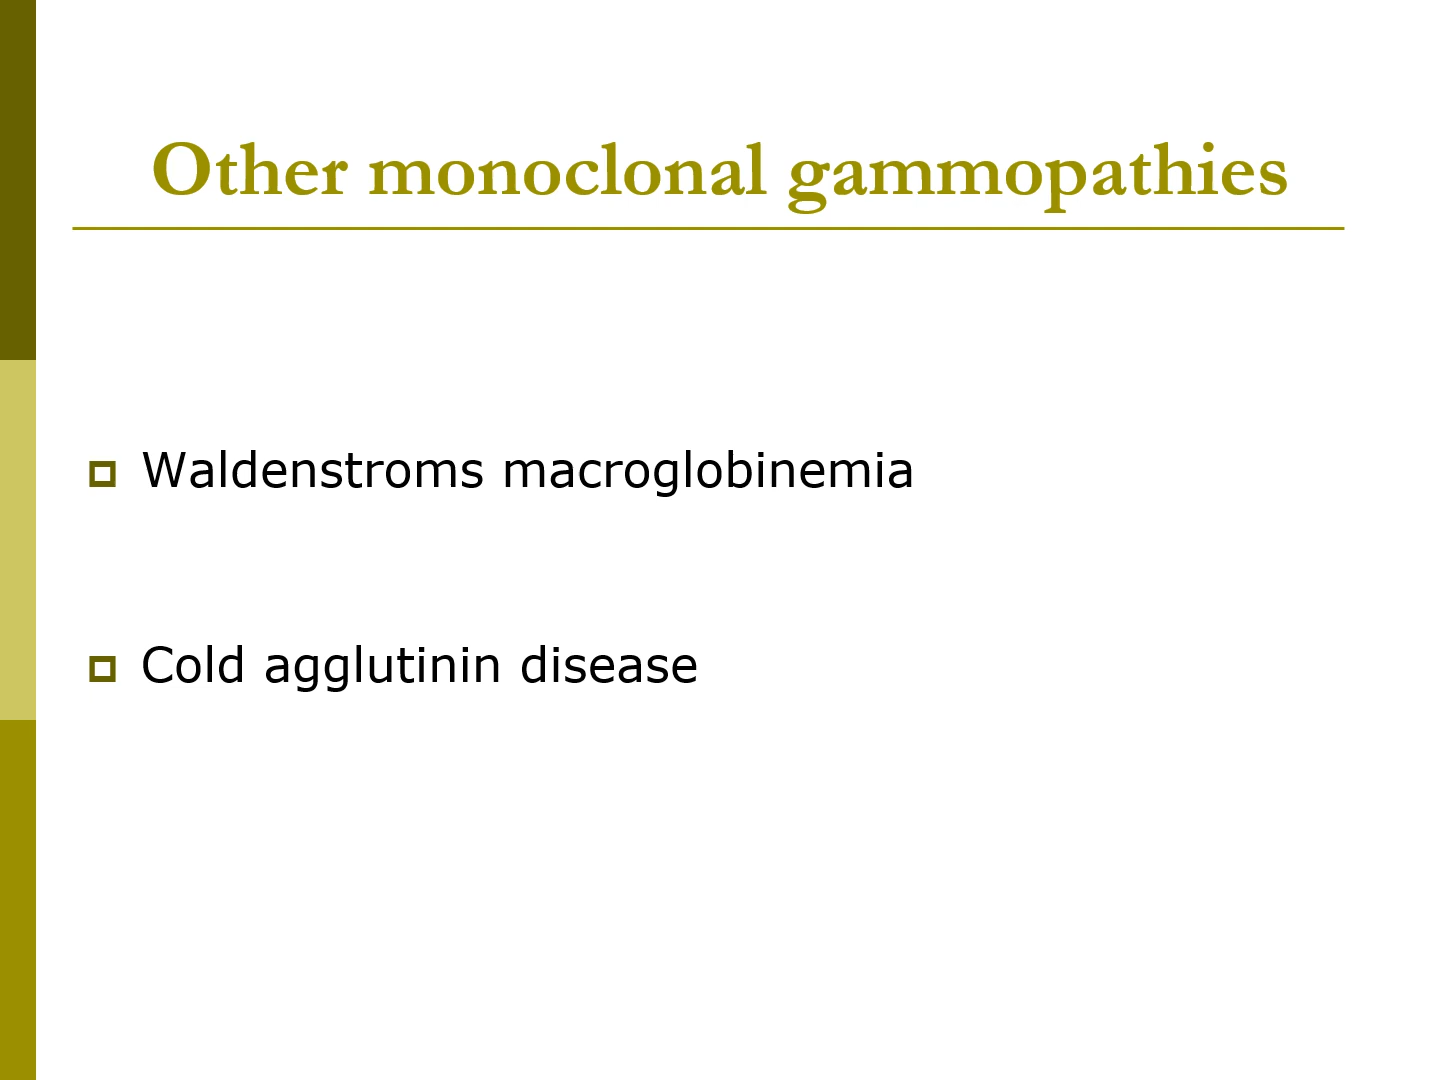 Other monoclonal gammopathies
Waldenstroms macroglobinemia
Cold agglutinin disease